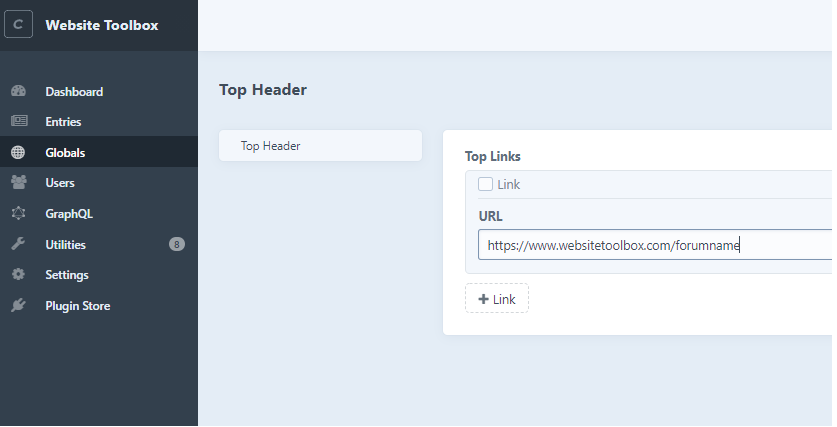 C Website Toolbox
Dashboard
Entries
Globals
Users
GraphQL
Utilities 8
Settings
Plugin Store
Top Header
Top Header
Top Links
Link
URL
https://www.websitetoolbox.com/forumname
+ Link